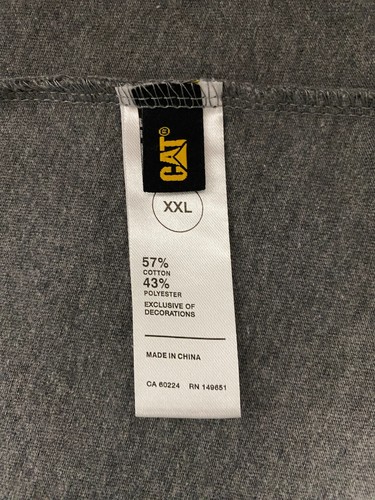 CAT®
XXL
57%
COTTON
43%
POLYESTER
EXCLUSIVE OF
DECORATIONS
MADE IN CHINA
CA 60224 RN 149651